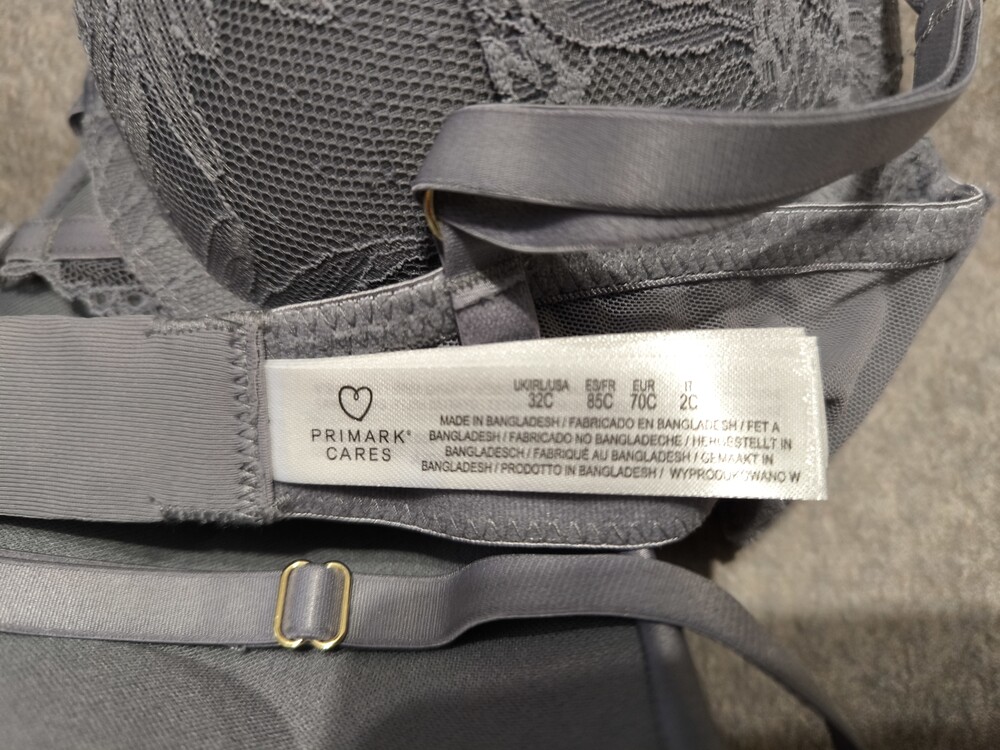 PRIMARK®
CARES
UK/IRL/USA ES/FR EUR IT
32C 85C 70C 2C
MADE IN BANGLADESH / FABRICADO EN BANGLADESH / FET A
BANGLADESH / FABRICADO NO BANGLADECHE / HERGESTELLT IN
BANGLADESCH / FABRIQUÉ AU BANGLADESH / GEMAAKT IN
BANGLADESH / PRODOTTO IN BANGLADESH / WYPRODUKOWANO W